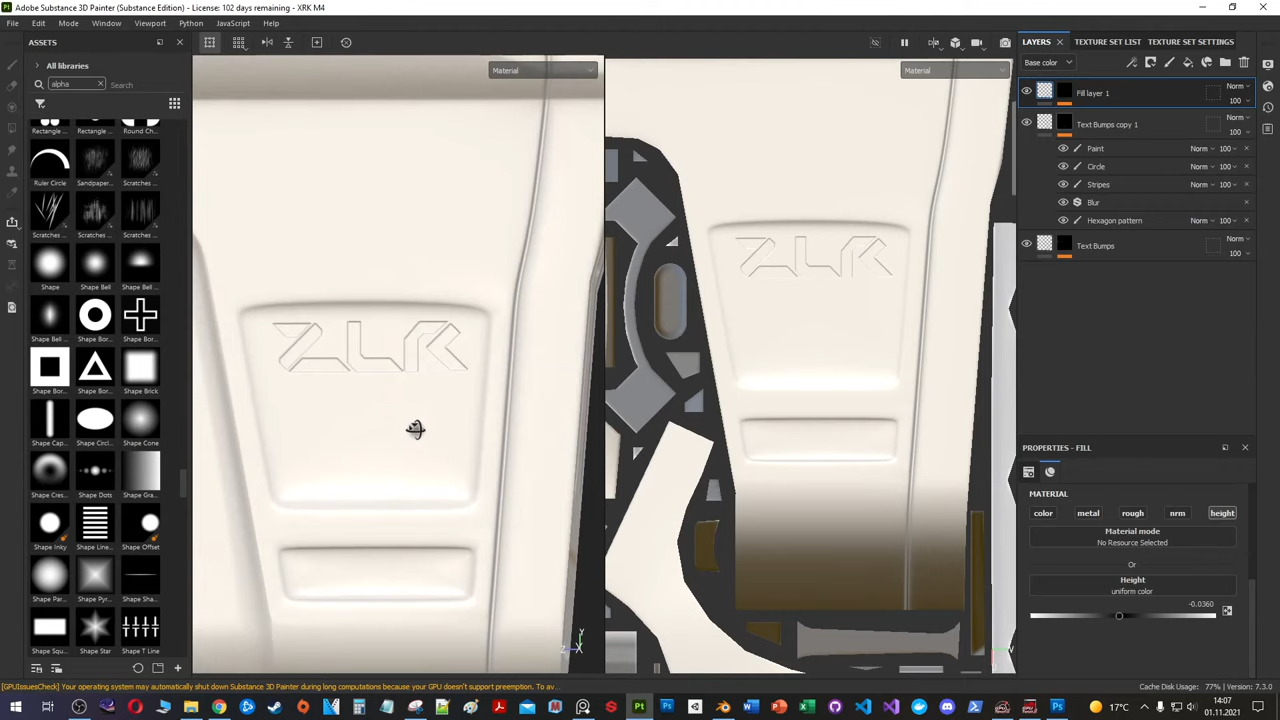 Adobe Substance 3D Painter (Substance Edition) - License: 102 days remaining - XRK M4
File Edit Mode Window Viewport Python JavaScript Help
ASSETS
All libraries
alpha
Search
Rectangle ... Rectangle ... Round Ch...
Ruler Circle Sandpaper... Scratches ...
Scratches ... Scratches ... Scratches ...
Shape Shape Bell
Shape Bell ... Shape Bor... Shape Bor...
Shape Bor... Shape Bor... Shape Brick
Shape Cap... Shape Circl... Shape Cone
Shape Cres... Shape Dots Shape Gra...
Shape Inky Shape Line... Shape Offset
Shape Par... Shape Pyr... Shape Sha...
Shape Squ... Shape Star Shape T Line
Material
Material
ZLR
ZLR
Y
Z
X
LAYERS TEXTURE SET LIST TEXTURE SET SETTINGS
Base color
Fill layer 1 Norm 100
Text Bumps copy 1 Norm 100
Paint Norm 100
Circle Norm 100
Stripes Norm 100
Blur
Hexagon pattern Norm 100
Text Bumps Norm 100
PROPERTIES - FILL
MATERIAL
color metal rough nrm height
Material mode
No Resource Selected
Or
Height
uniform color
-0.0360
[GPUIssuesCheck] Your operating system may automatically shut down Substance 3D Painter during long computations because your GPU doesn't support preemption. To av...
Cache Disk Usage: 77% | Version: 7.3.0
17°C
14:07
01.11.2021